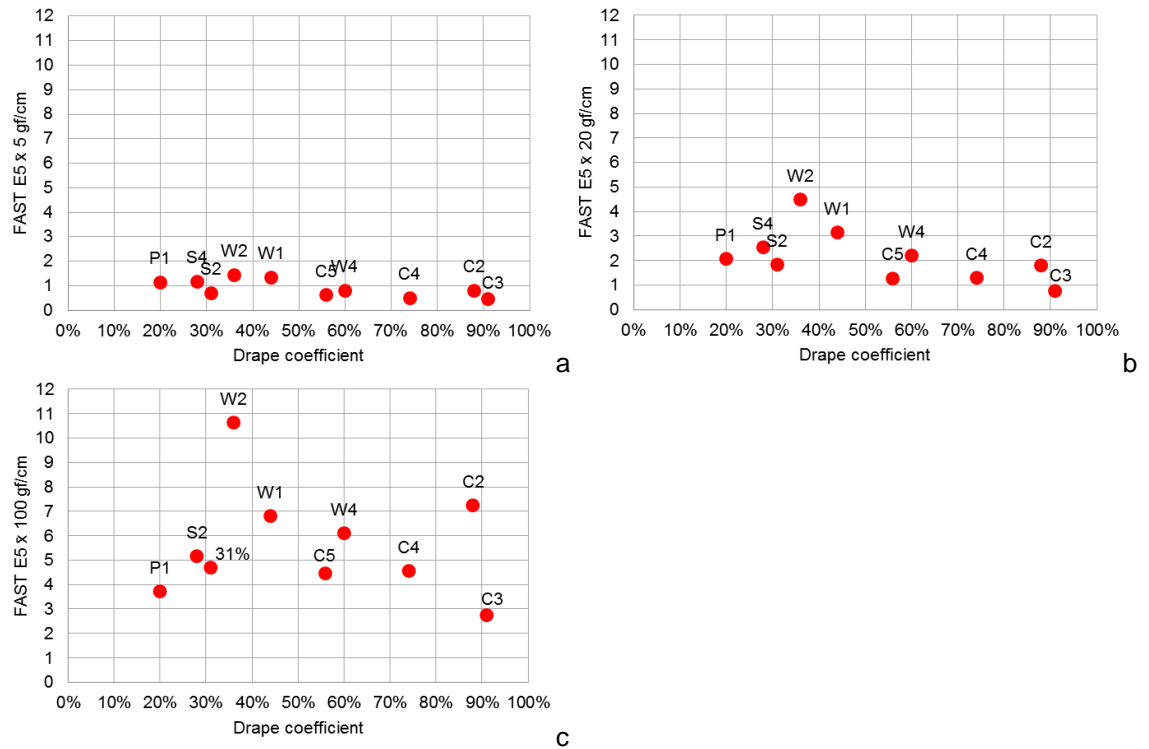 12
11
10
9
8
7
6
5
4
3
2
1
0
FAST E5 x 5 gf/cm
P1
S4
S2
W2
W1
C5
W4
C4
C2
C3
0% 10% 20% 30% 40% 50% 60% 70% 80% 90% 100%
Drape coefficient
a
12
11
10
9
8
7
6
5
4
3
2
1
0
FAST E5 x 20 gf/cm
P1
S4
S2
W2
W1
C5
W4
C4
C2
C3
0% 10% 20% 30% 40% 50% 60% 70% 80% 90% 100%
Drape coefficient
b
12
11
10
9
8
7
6
5
4
3
2
1
0
FAST E5 x 100 gf/cm
P1
S2
31%
W2
W1
C5
W4
C4
C2
C3
0% 10% 20% 30% 40% 50% 60% 70% 80% 90% 100%
Drape coefficient
c